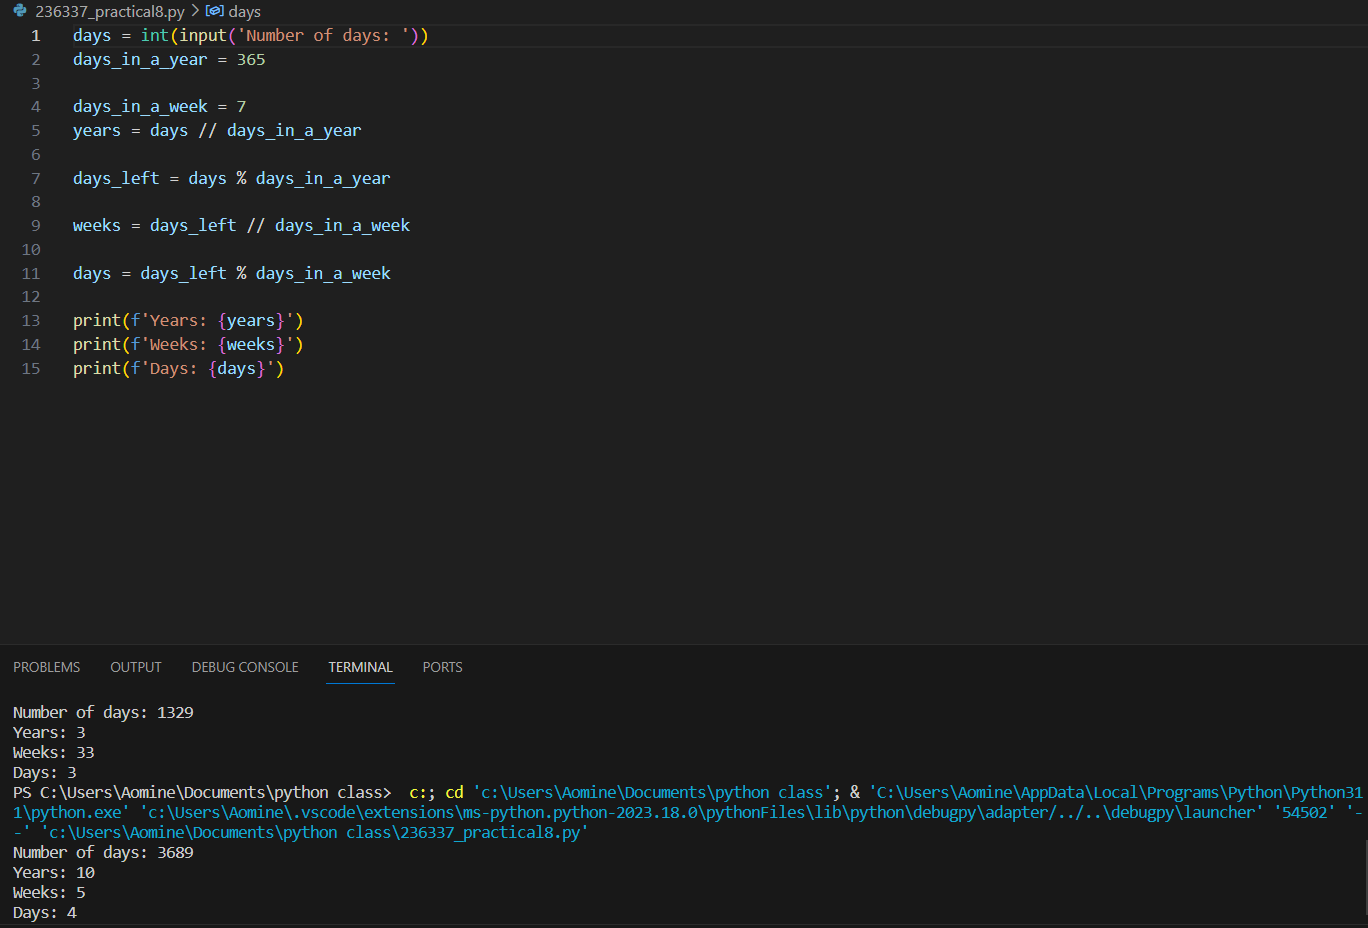 236337_practical8.py > days
1 days = int(input('Number of days: '))
2 days_in_a_year = 365
3
4 days_in_a_week = 7
5 years = days // days_in_a_year
6
7 days_left = days % days_in_a_year
8
9 weeks = days_left // days_in_a_week
10
11 days = days_left % days_in_a_week
12
13 print(f'Years: {years}')
14 print(f'Weeks: {weeks}')
15 print(f'Days: {days}')
PROBLEMS OUTPUT DEBUG CONSOLE TERMINAL PORTS
Number of days: 1329
Years: 3
Weeks: 33
Days: 3
PS C:\Users\Aomine\Documents\python class>  c:; cd 'c:\Users\Aomine\Documents\python class'; & 'C:\Users\Aomine\AppData\Local\Programs\Python\Python31
1\python.exe' 'c:\Users\Aomine\.vscode\extensions\ms-python.python-2023.18.0\pythonFiles\lib\python\debugpy\adapter/../..\debugpy\launcher' '54502' '-
-' 'c:\Users\Aomine\Documents\python class\236337_practical8.py'
Number of days: 3689
Years: 10
Weeks: 5
Days: 4